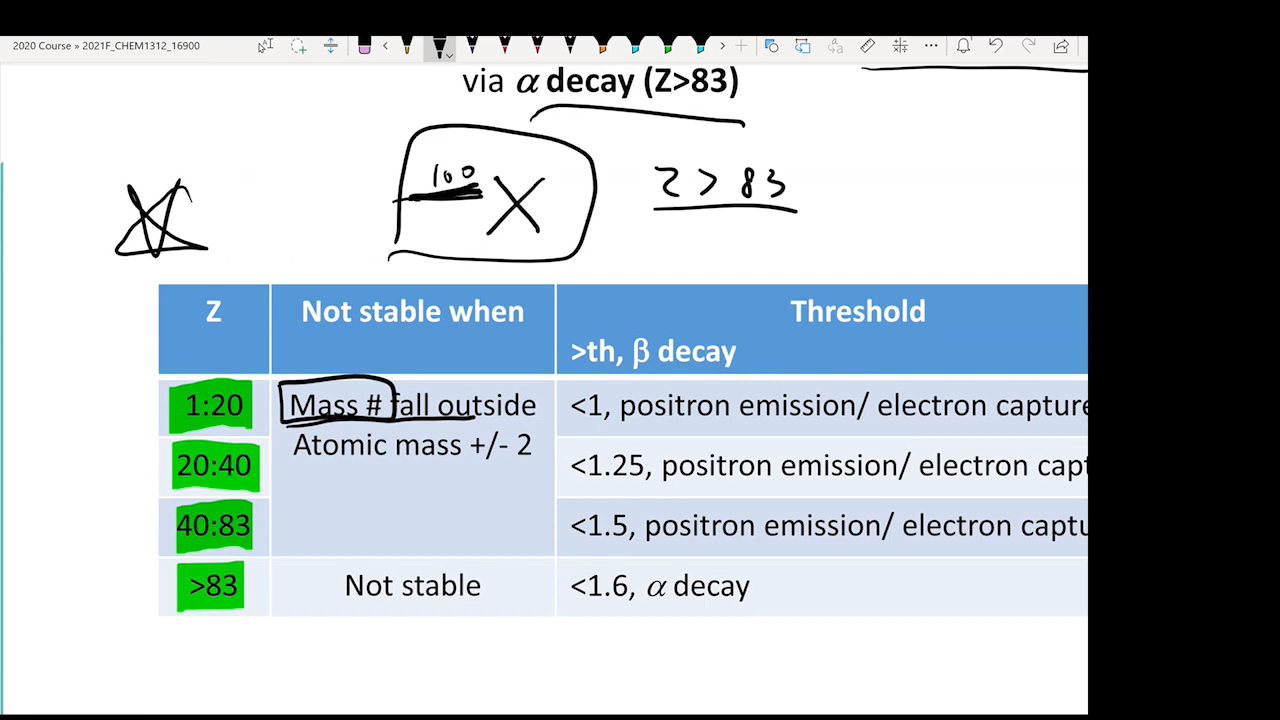 2020 Course » 2021F_CHEM1312_16900
via α decay (Z>83)
100
X
Z > 83
Z
Not stable when
Threshold
>th, β decay
1:20
Mass # fall outside
Atomic mass +/- 2
<1, positron emission/ electron capture
20:40
<1.25, positron emission/ electron capt
40:83
<1.5, positron emission/ electron captu
>83
Not stable
<1.6, α decay